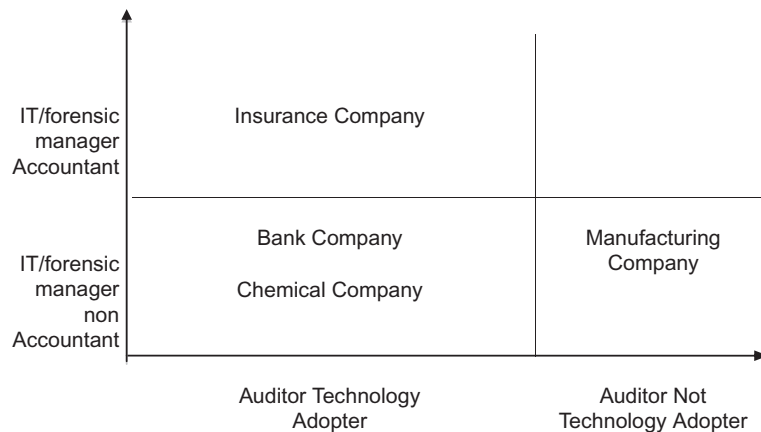 IT/forensic
manager
Accountant
Insurance Company
IT/forensic
manager
non
Accountant
Bank Company
Chemical Company
Manufacturing
Company
Auditor Technology
Adopter
Auditor Not
Technology Adopter